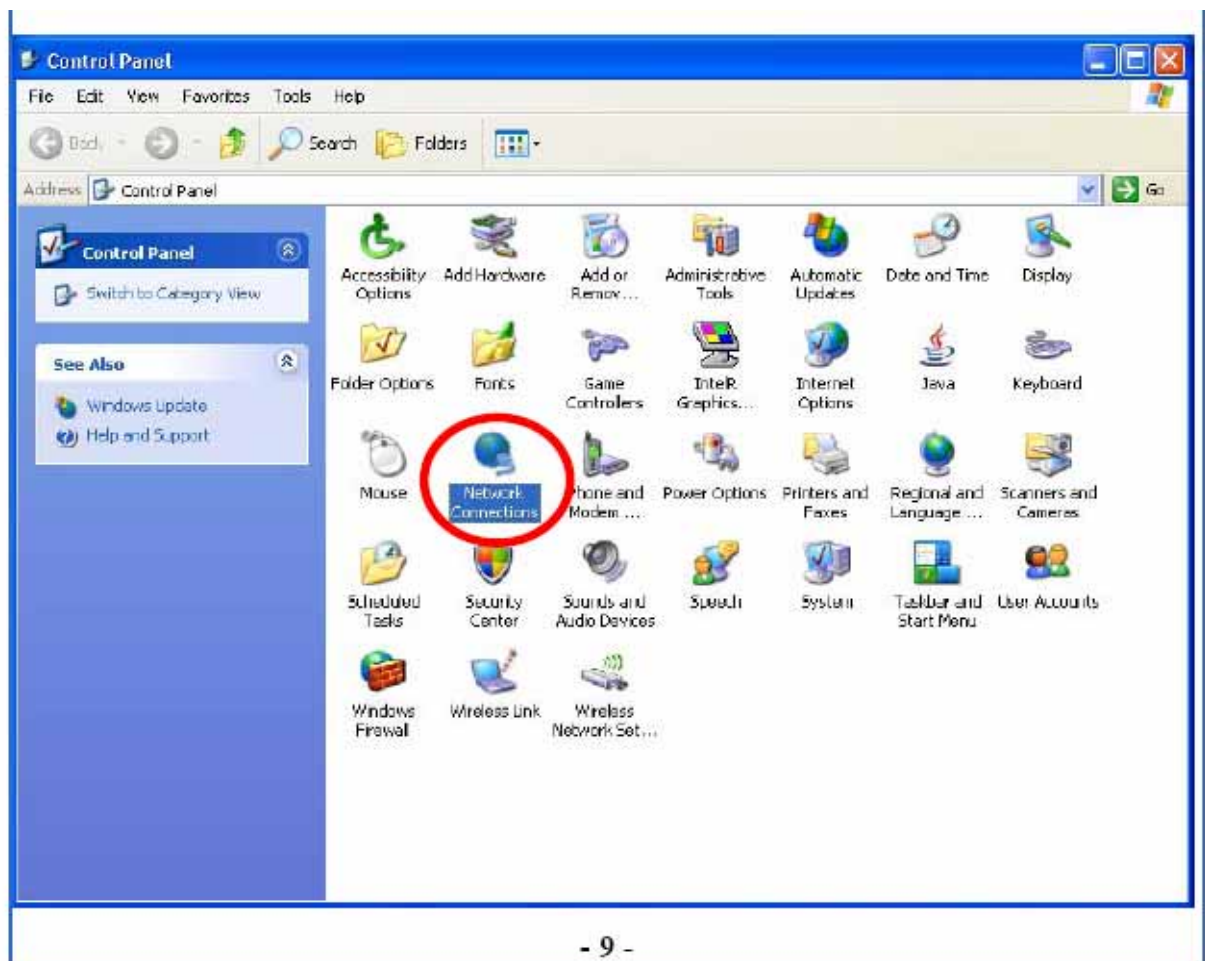 Control Panel
File Edit View Favorites Tools Help
Back Search Folders
Address Control Panel Go
Control Panel
Switch to Category View
See Also
Windows Update
Help and Support
Accessibility Options
Add Hardware
Add or Remov...
Administrative Tools
Automatic Updates
Date and Time
Display
Folder Options
Fonts
Game Controllers
IntelR Graphics...
Internet Options
Java
Keyboard
Mouse
Network Connections
Phone and Modem ...
Power Options
Printers and Faxes
Regional and Language ...
Scanners and Cameras
Scheduled Tasks
Security Center
Sounds and Audio Devices
Speech
System
Taskbar and Start Menu
User Accounts
Windows Firewall
Wireless Link
Wireless Network Set...
- 9 -